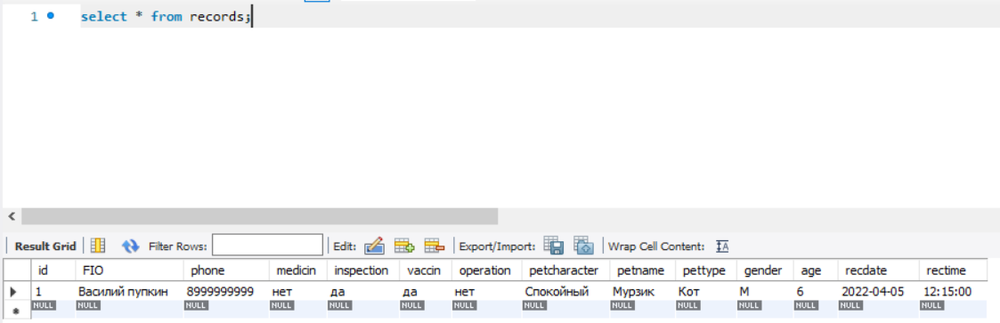 1 select * from records;
Result Grid Filter Rows: Edit: Export/Import: Wrap Cell Content:
id FIO phone medicin inspection vaccin operation petcharacter petname pettype gender age recdate rectime
1 Василий пупкин 8999999999 нет да да нет Спокойный Мурзик Кот М 6 2022-04-05 12:15:00
NULL NULL NULL NULL NULL NULL NULL NULL NULL NULL NULL NULL NULL NULL